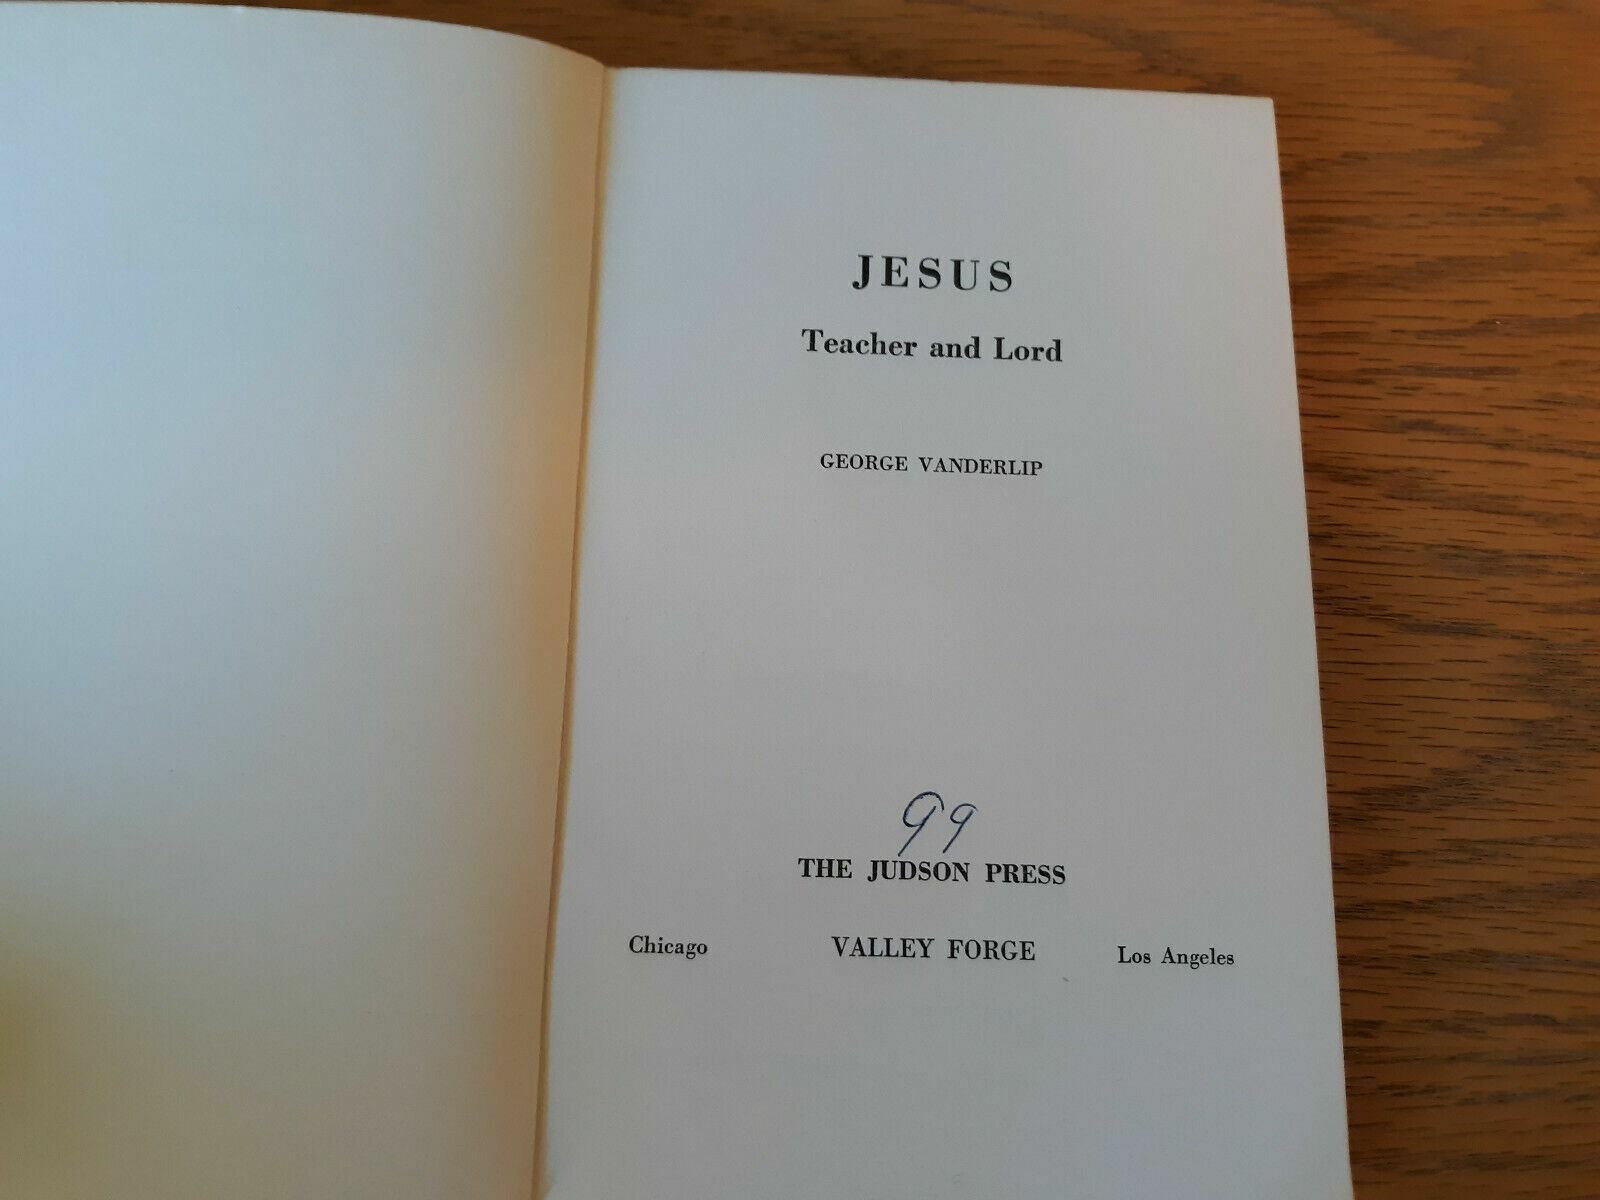 JESUS
Teacher and Lord
GEORGE VANDERLIP
99
THE JUDSON PRESS
Chicago VALLEY FORGE Los Angeles